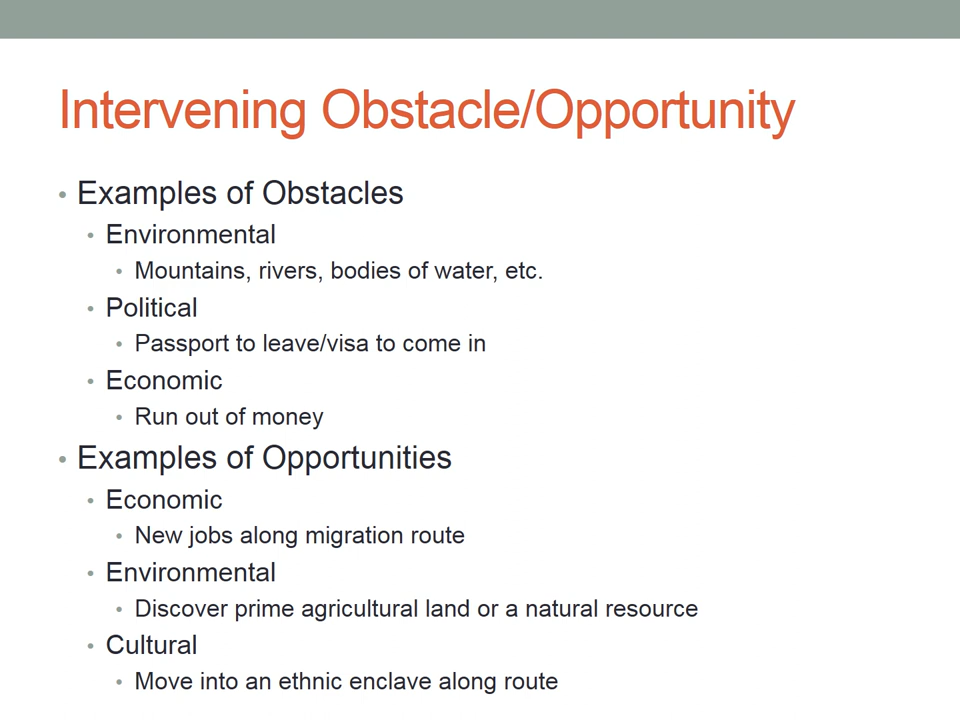 Intervening Obstacle/Opportunity
• Examples of Obstacles
• Environmental
• Mountains, rivers, bodies of water, etc.
• Political
• Passport to leave/visa to come in
• Economic
• Run out of money
• Examples of Opportunities
• Economic
• New jobs along migration route
• Environmental
• Discover prime agricultural land or a natural resource
• Cultural
• Move into an ethnic enclave along route